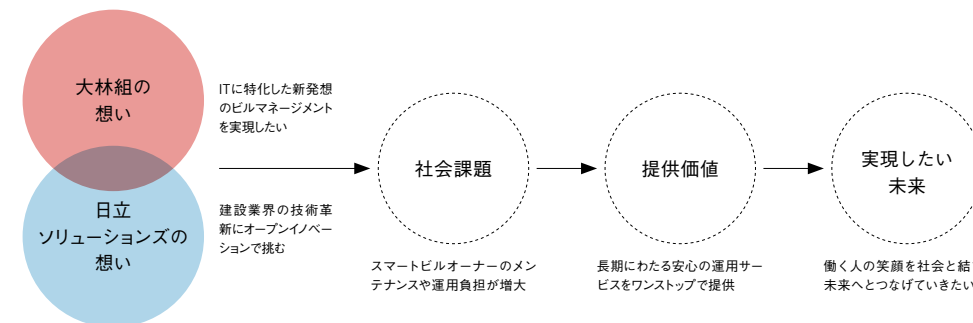 大林組の
想い
ITに特化した新発想
のビルマネージメント
を実現したい
日立
ソリューションズの
想い
建設業界の技術革
新にオープンイノベー
ションで挑む
社会課題
スマートビルオーナーのメン
テナンスや運用負担が増大
提供価値
長期にわたる安心の運用サー
ビスをワンストップで提供
実現したい
未来
働く人の笑顔を社会と結
未来へとつなげていきたい